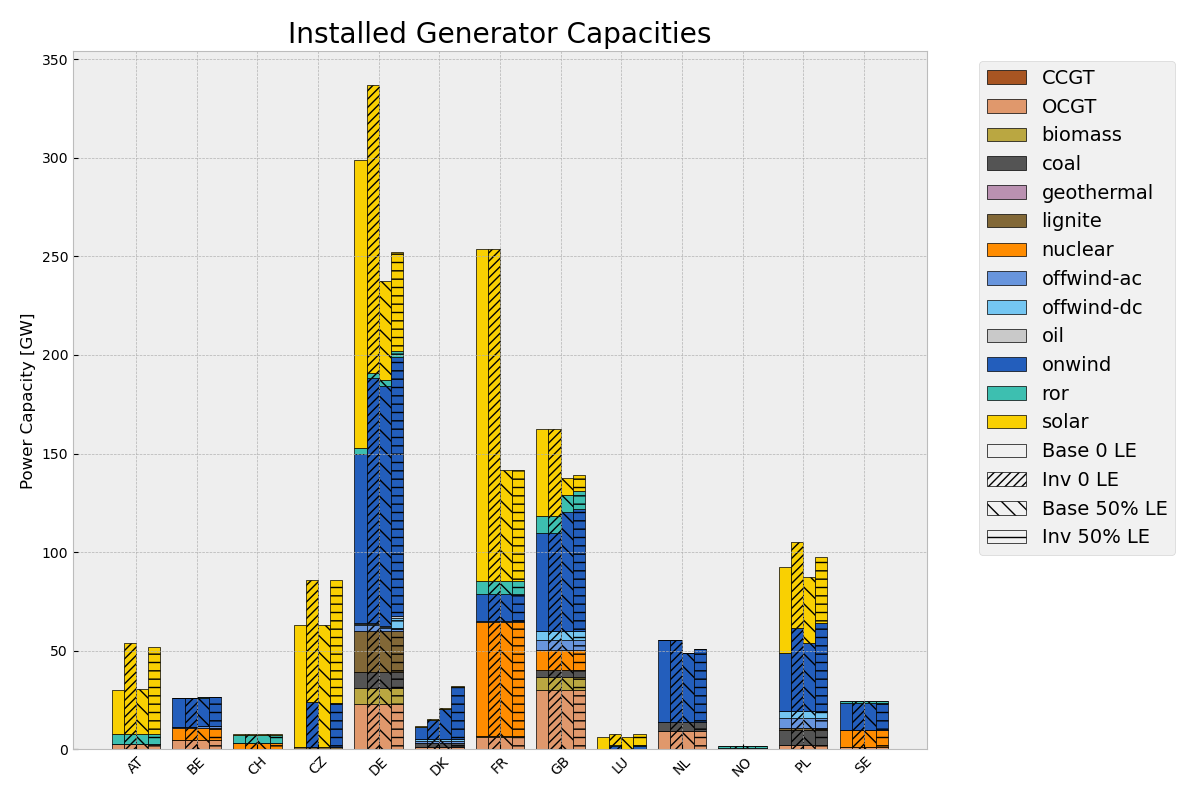 Installed Generator Capacities
Power Capacity [GW]
350
300
250
200
150
100
50
0
AT
BE
CH
CZ
DE
DK
FR
GB
LU
NL
NO
PL
SE
CCGT
OCGT
biomass
coal
geothermal
lignite
nuclear
offwind-ac
offwind-dc
oil
onwind
ror
solar
Base 0 LE
Inv 0 LE
Base 50% LE
Inv 50% LE